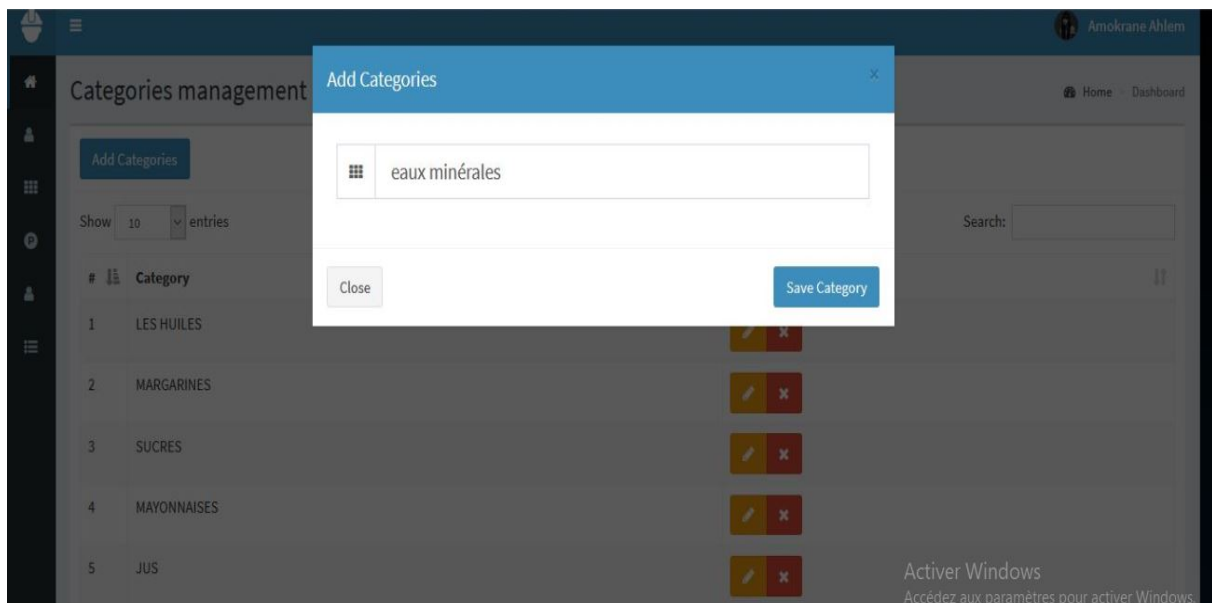 Amokrane Ahlem
Categories management
Home - Dashboard
Add Categories
×
eaux minérales
Close
Save Category
Add Categories
Show 10 entries
Search:
# Category
1 LES HUILES
2 MARGARINES
3 SUCRES
4 MAYONNAISES
5 JUS
Activer Windows
Accédez aux paramètres pour activer Windows.